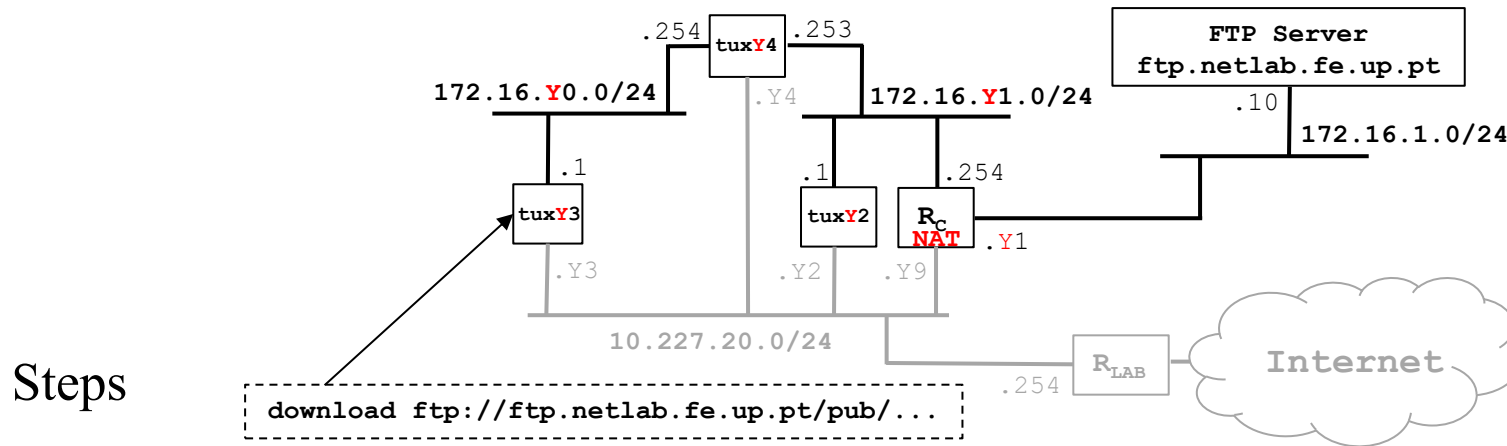 .254
tuxY4
.253
FTP Server
ftp.netlab.fe.up.pt
172.16.Y0.0/24
.Y4
172.16.Y1.0/24
.10
172.16.1.0/24
.1
.1
.254
tuxY3
tuxY2
RC
NAT
.Y1
.Y3
.Y2
.Y9
10.227.20.0/24
Internet
RLAB
.254
Steps
download ftp://ftp.netlab.fe.up.pt/pub/...